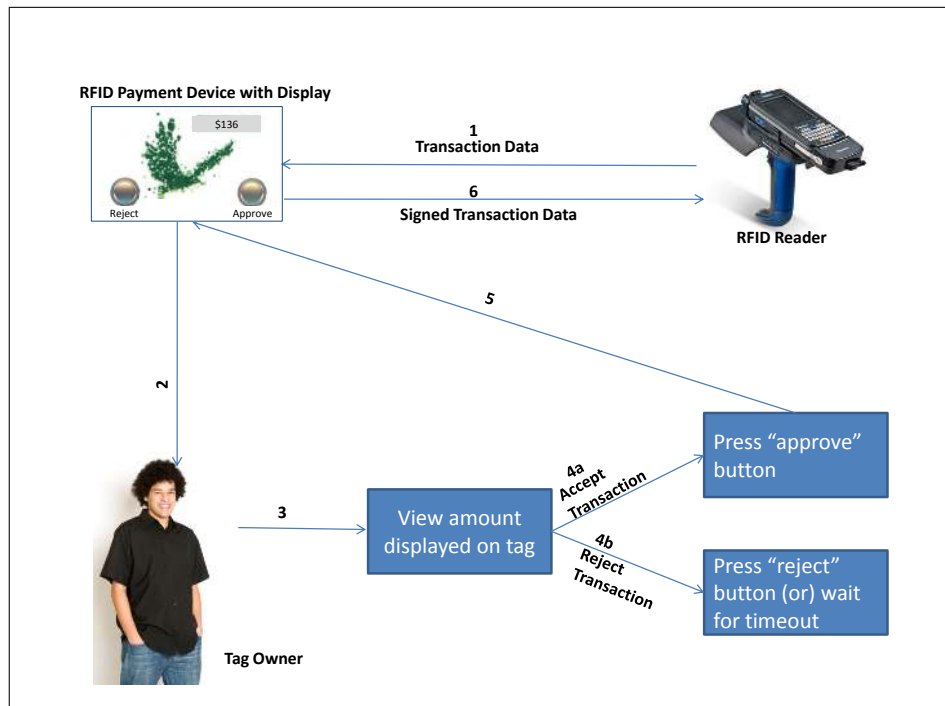 RFID Payment Device with Display
$136
Reject
Approve
1
Transaction Data
6
Signed Transaction Data
RFID Reader
5
2
Tag Owner
3
View amount
displayed on tag
4a
Accept
Transaction
4b
Reject
Transaction
Press “approve”
button
Press “reject”
button (or) wait
for timeout